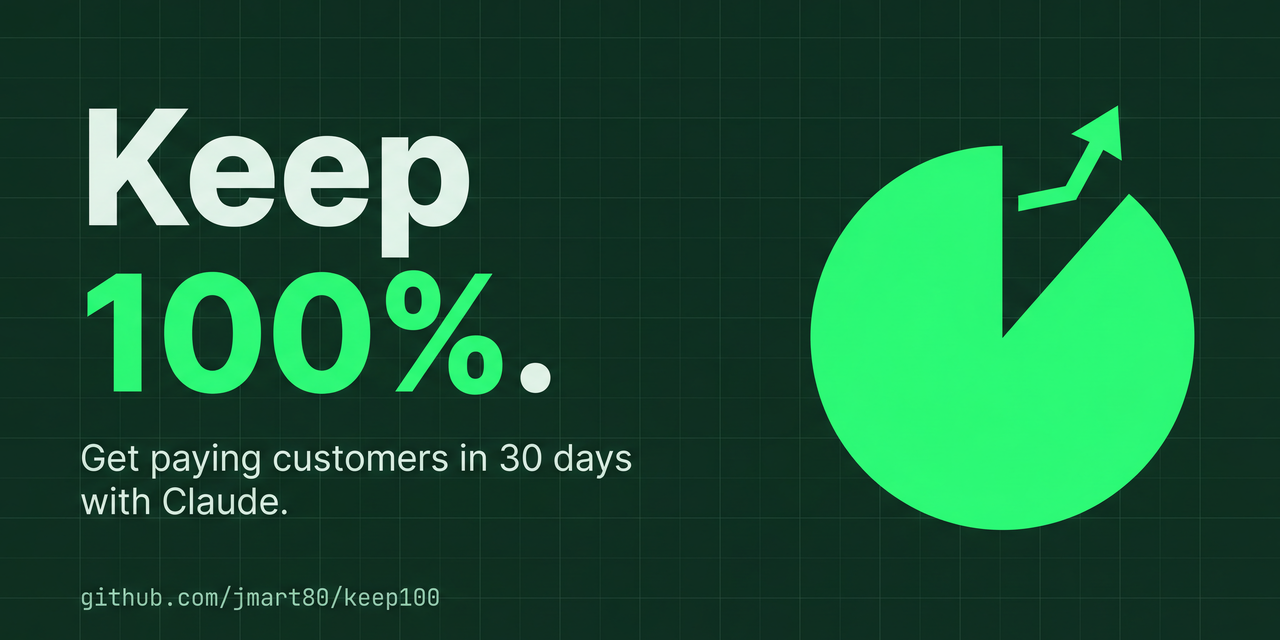 Keep
100%.
Get paying customers in 30 days
with Claude.
github.com/jmart80/keep100